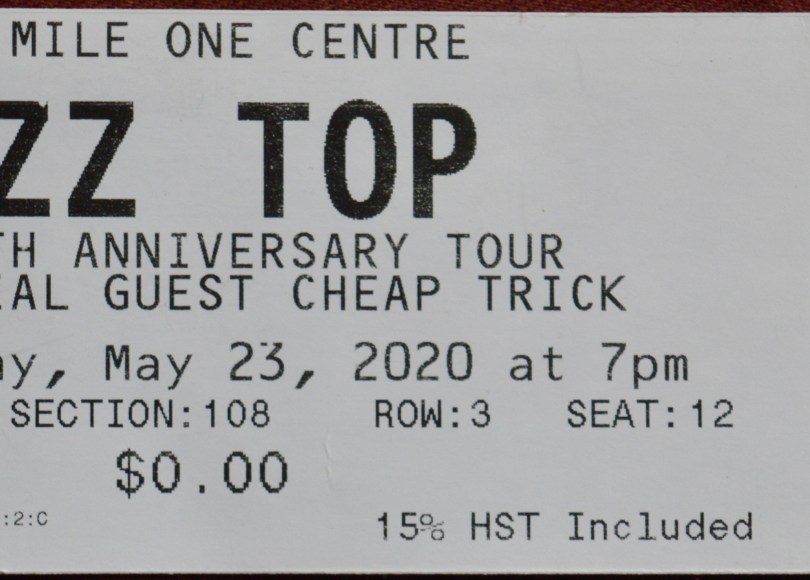 MILE ONE CENTRE
ZZ TOP
TH ANNIVERSARY TOUR
IAL GUEST CHEAP TRICK
ay, May 23, 2020 at 7pm
SECTION:108 ROW:3 SEAT:12
$0.00
:2:C
15% HST Included